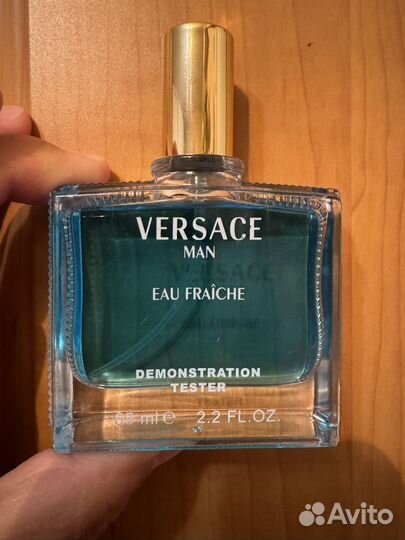 VERSACE
MAN
EAU FRAÎCHE
DEMONSTRATION
TESTER
65 ml e 2.2 FL.OZ.
Avito